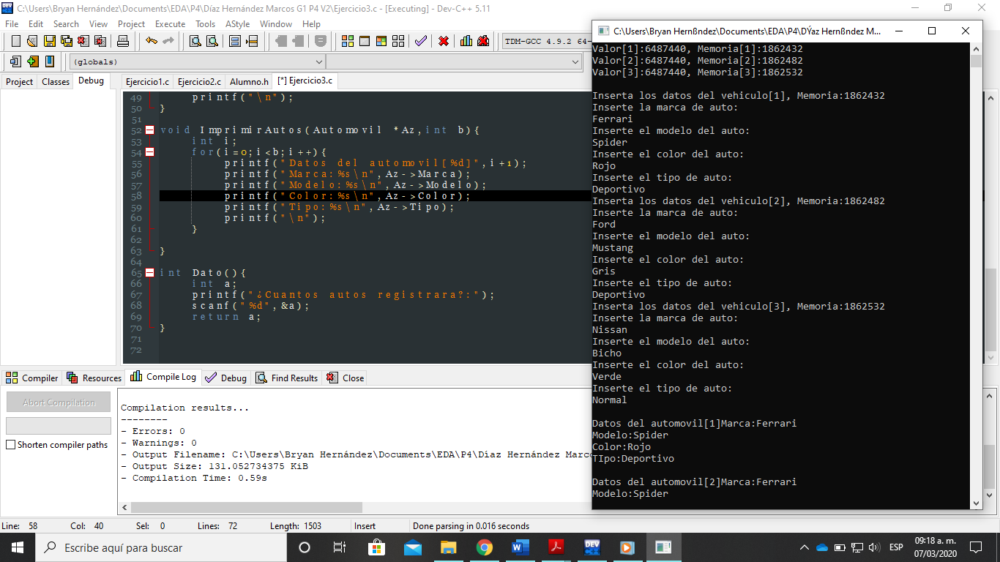 C:\Users\Bryan Hernández\Documents\EDA\P4\Díaz Hernández Marcos G1 P4 V2\Ejercicio3.c - [Executing] - Dev-C++ 5.11
File Edit Search View Project Execute Tools AStyle Window Help
TDM-GCC 4.9.2 64-
(globals)
Project Classes Debug
Ejercicio1.c Ejercicio2.c Alumno.h [*] Ejercicio3.c
49 printf("\n");
50 }
51
52 void ImprimirAutos(Automovil *Az,int b){
53 int i;
54 for(i=0;i<b;i++){
55 printf("Datos del automovil[%d]",i+1);
56 printf("Marca:%s\n",Az->Marca);
57 printf("Modelo:%s\n",Az->Modelo);
58 printf("Color:%s\n",Az->Color);
59 printf("TIpo:%s\n",Az->Tipo);
60 printf("\n");
61 }
62
63 }
64
65 int Dato(){
66 int a;
67 printf("¿Cuantos autos registrara?:");
68 scanf("%d",&a);
69 return a;
70 }
71
72
Compiler Resources Compile Log Debug Find Results Close
Abort Compilation
Shorten compiler paths
Compilation results...
--------
- Errors: 0
- Warnings: 0
- Output Filename: C:\Users\Bryan Hernández\Documents\EDA\P4\Díaz Hernández Marco
- Output Size: 131.052734375 KiB
- Compilation Time: 0.59s
Line: 58 Col: 40 Sel: 0 Lines: 72 Length: 1503 Insert Done parsing in 0.016 seconds
C:\Users\Bryan Hernßndez\Documents\EDA\P4\DÝaz Hernßndez M...
Valor[1]:6487440, Memoria[1]:1862432
Valor[2]:6487440, Memoria[2]:1862482
Valor[3]:6487440, Memoria[3]:1862532
Inserta los datos del vehiculo[1], Memoria:1862432
Inserte la marca de auto:
Ferrari
Inserte el modelo del auto:
Spider
Inserte el color del auto:
Rojo
Inserte el tipo de auto:
Deportivo
Inserta los datos del vehiculo[2], Memoria:1862482
Inserte la marca de auto:
Ford
Inserte el modelo del auto:
Mustang
Inserte el color del auto:
Gris
Inserte el tipo de auto:
Deportivo
Inserta los datos del vehiculo[3], Memoria:1862532
Inserte la marca de auto:
Nissan
Inserte el modelo del auto:
Bicho
Inserte el color del auto:
Verde
Inserte el tipo de auto:
Normal
Datos del automovil[1]Marca:Ferrari
Modelo:Spider
Color:Rojo
TIpo:Deportivo
Datos del automovil[2]Marca:Ferrari
Modelo:Spider
Escribe aquí para buscar
ESP
09:18 a. m.
07/03/2020